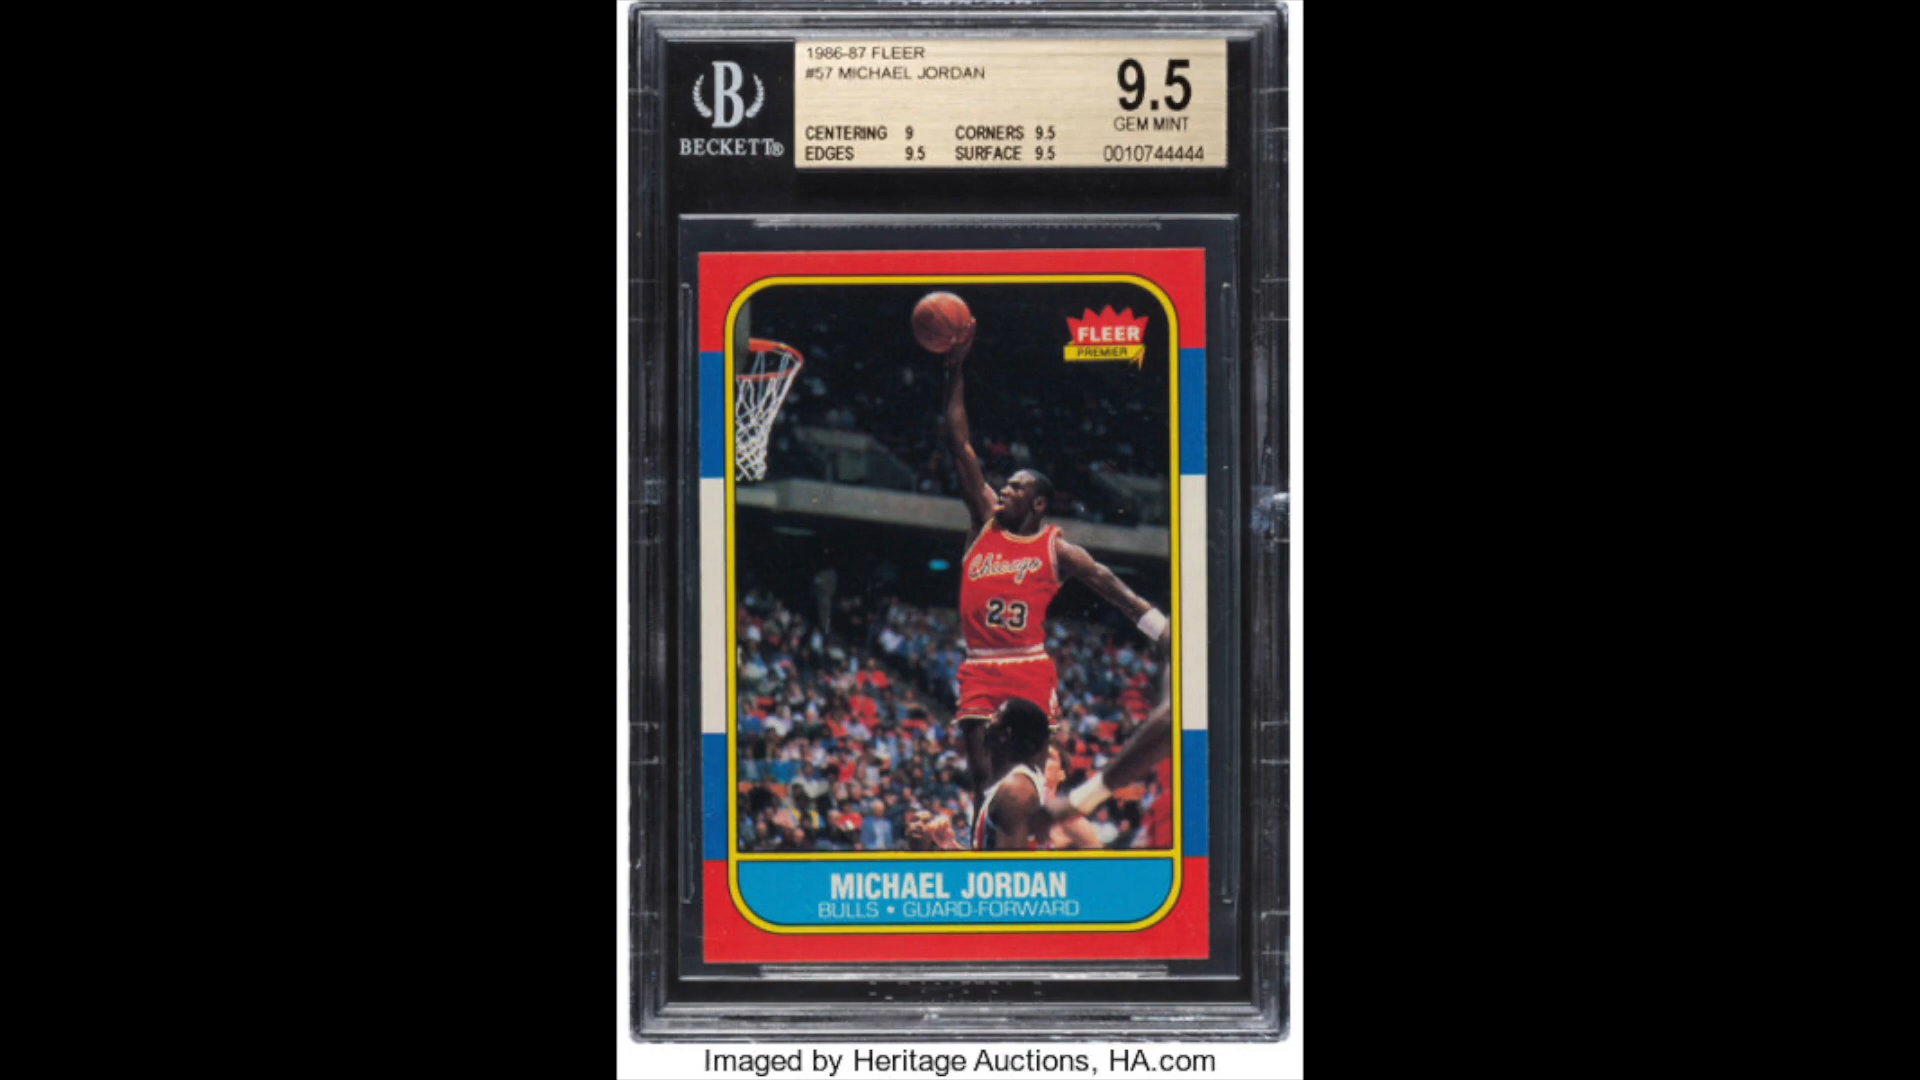 B
BECKETT®
1986-87 FLEER
#57 MICHAEL JORDAN
CENTERING 9 CORNERS 9.5
EDGES 9.5 SURFACE 9.5
9.5
GEM MINT
0010744444
FLEER
PREMIER
Chicago
23
MICHAEL JORDAN
BULLS • GUARD-FORWARD
Imaged by Heritage Auctions, HA.com